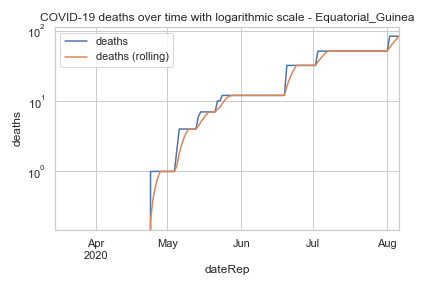 COVID-19 deaths over time with logarithmic scale - Equatorial_Guinea
deaths
deaths (rolling)
10²
10¹
10⁰
deaths
Apr
2020
May
Jun
Jul
Aug
dateRep